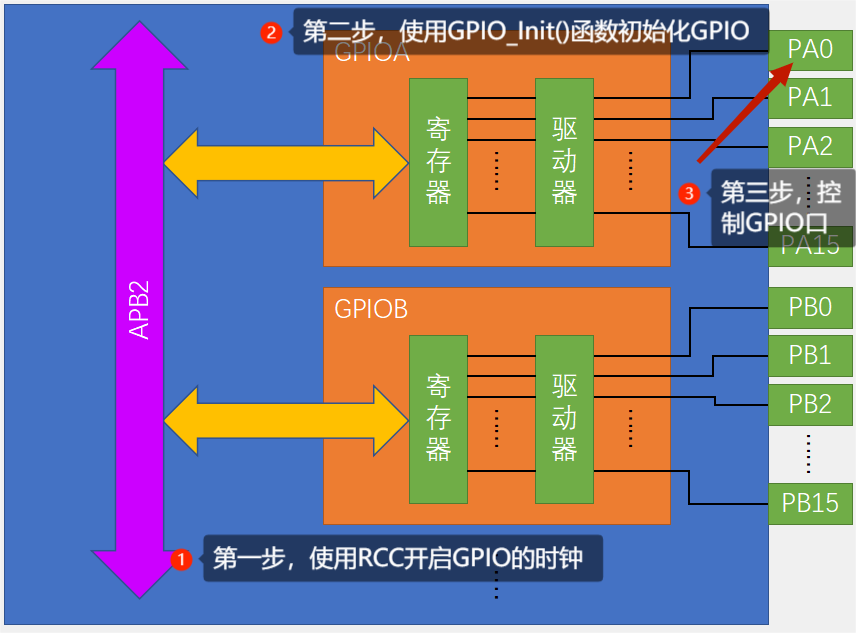 2 第二步，使用GPIO_Init()函数初始化GPIO
GPIOA
寄存器
驱动器
PA0
PA1
PA2
3 第三步，控
制GPIO口
PA15
APB2
GPIOB
寄存器
驱动器
PB0
PB1
PB2
PB15
1 第一步，使用RCC开启GPIO的时钟